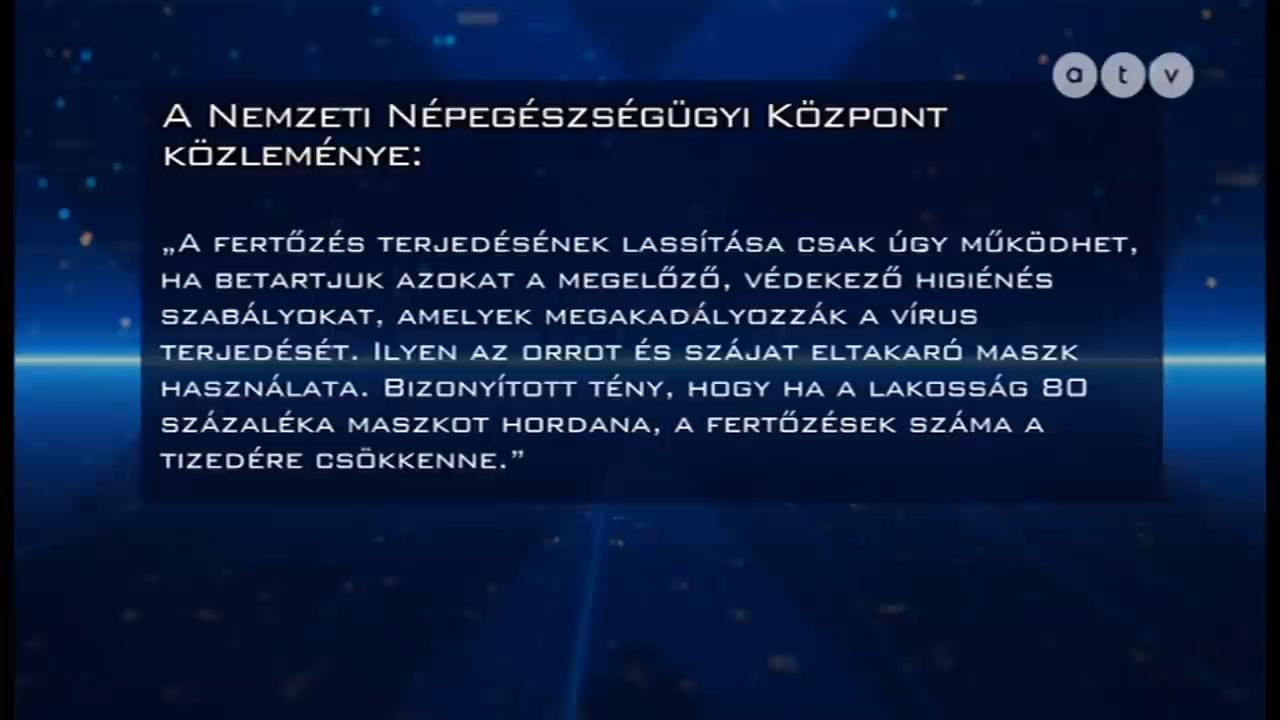 atv
A Nemzeti Népegészségügyi Központ
közleménye:
„A fertőzés terjedésének lassítása csak úgy működhet,
ha betartjuk azokat a megelőző, védekező higiénés
szabályokat, amelyek megakadályozzák a vírus
terjedését. Ilyen az orrot és szájat eltakaró maszk
használata. Bizonyított tény, hogy ha a lakosság 80
százaléka maszkot hordana, a fertőzések száma a
tizedére csökkenne.”